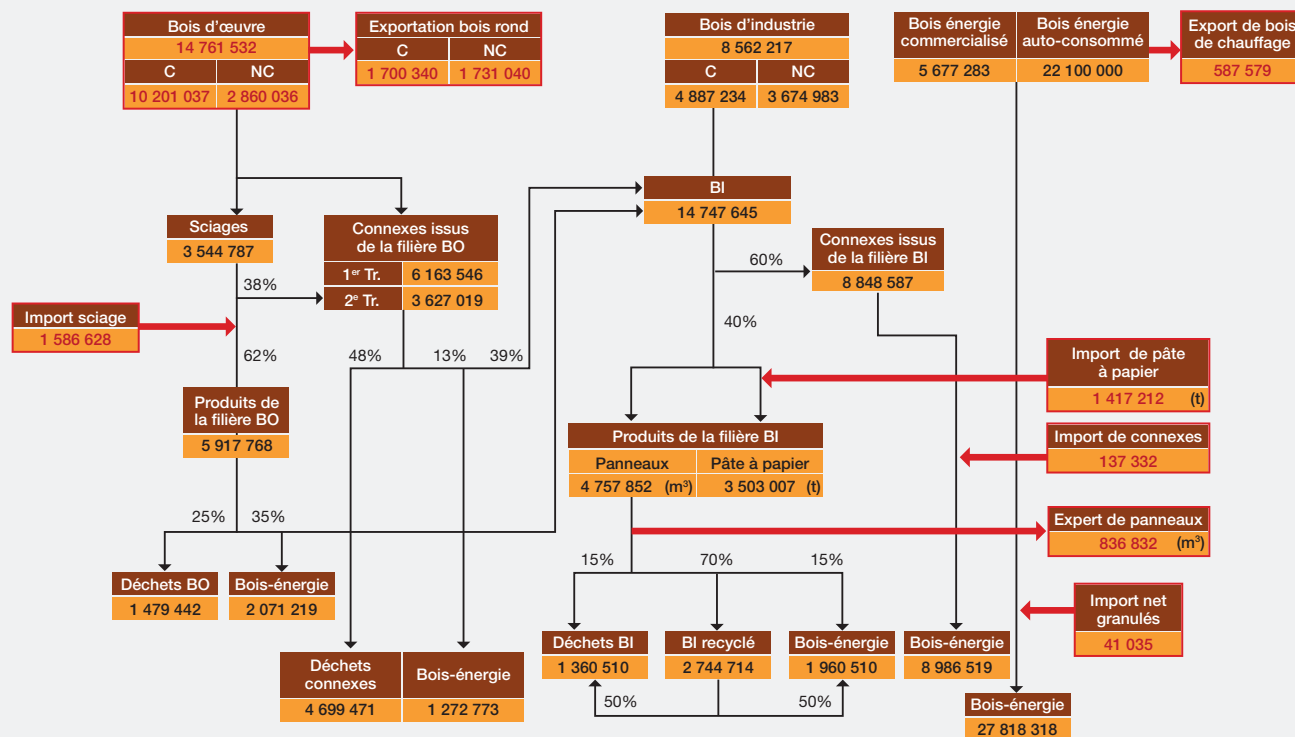 Bois d'œuvre
14 761 532
C NC
10 201 037 2 860 036
Exportation bois rond
C NC
1 700 340 1 731 040
Bois d'industrie
8 562 217
C NC
4 887 234 3 674 983
Bois énergie
commercialisé
5 677 283
Bois énergie
auto-consommé
22 100 000
Export de bois
de chauffage
587 579
Sciages
3 544 787
Connexes issus
de la filière BO
1er Tr. 6 163 546
2e Tr. 3 627 019
BI
14 747 645
Connexes issus
de la filière BI
8 848 587
38%
60%
Import sciage
1 586 628
62%
48% 13% 39%
40%
Import de pâte
à papier
1 417 212 (t)
Produits de
la filière BO
5 917 768
Produits de la filière BI
Panneaux Pâte à papier
4 757 852 (m³) 3 503 007 (t)
Import de connexes
137 332
25% 35%
Expert de panneaux
836 832 (m³)
15% 70% 15%
Déchets BO
1 479 442
Bois-énergie
2 071 219
Import net
granulés
41 035
Déchets BI
1 360 510
BI recyclé
2 744 714
Bois-énergie
1 960 510
Bois-énergie
8 986 519
Déchets
connexes
4 699 471
Bois-énergie
1 272 773
50% 50%
Bois-énergie
27 818 318